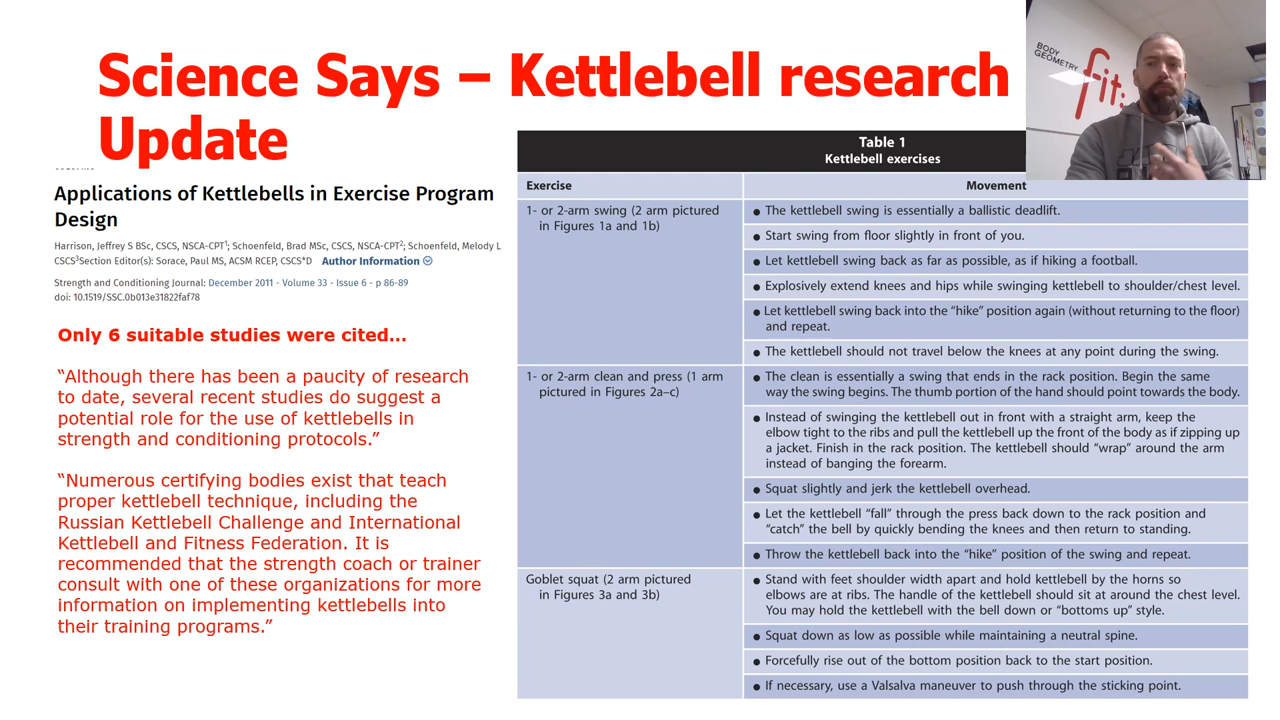 Science Says – Kettlebell research
Update
Applications of Kettlebells in Exercise Program
Design
Harrison, Jeffrey S BSc, CSCS, NSCA-CPT1; Schoenfeld, Brad MSc, CSCS, NSCA-CPT2; Schoenfeld, Melody L
CSCS3Section Editor(s): Sorace, Paul MS, ACSM RCEP, CSCS*D Author Information
Strength and Conditioning Journal: December 2011 - Volume 33 - Issue 6 - p 86-89
doi: 10.1519/SSC.0b013e31822faf78
Only 6 suitable studies were cited…
“Although there has been a paucity of research
to date, several recent studies do suggest a
potential role for the use of kettlebells in
strength and conditioning protocols.”
“Numerous certifying bodies exist that teach
proper kettlebell technique, including the
Russian Kettlebell Challenge and International
Kettlebell and Fitness Federation. It is
recommended that the strength coach or trainer
consult with one of these organizations for more
information on implementing kettlebells into
their training programs.”
Table 1
Kettlebell exercises
Exercise Movement
1- or 2-arm swing (2 arm pictured
in Figures 1a and 1b)
● The kettlebell swing is essentially a ballistic deadlift.
● Start swing from floor slightly in front of you.
● Let kettlebell swing back as far as possible, as if hiking a football.
● Explosively extend knees and hips while swinging kettlebell to shoulder/chest level.
● Let kettlebell swing back into the “hike” position again (without returning to the floor)
and repeat.
● The kettlebell should not travel below the knees at any point during the swing.
1- or 2-arm clean and press (1 arm
pictured in Figures 2a–c)
● The clean is essentially a swing that ends in the rack position. Begin the same
way the swing begins. The thumb portion of the hand should point towards the body.
● Instead of swinging the kettlebell out in front with a straight arm, keep the
elbow tight to the ribs and pull the kettlebell up the front of the body as if zipping up
a jacket. Finish in the rack position. The kettlebell should “wrap” around the arm
instead of banging the forearm.
● Squat slightly and jerk the kettlebell overhead.
● Let the kettlebell “fall” through the press back down to the rack position and
“catch” the bell by quickly bending the knees and then return to standing.
● Throw the kettlebell back into the “hike” position of the swing and repeat.
Goblet squat (2 arm pictured
in Figures 3a and 3b)
● Stand with feet shoulder width apart and hold kettlebell by the horns so
elbows are at ribs. The handle of the kettlebell should sit at around the chest level.
You may hold the kettlebell with the bell down or “bottoms up” style.
● Squat down as low as possible while maintaining a neutral spine.
● Forcefully rise out of the bottom position back to the start position.
● If necessary, use a Valsalva maneuver to push through the sticking point.
BODY
GEOMETRY
fit: